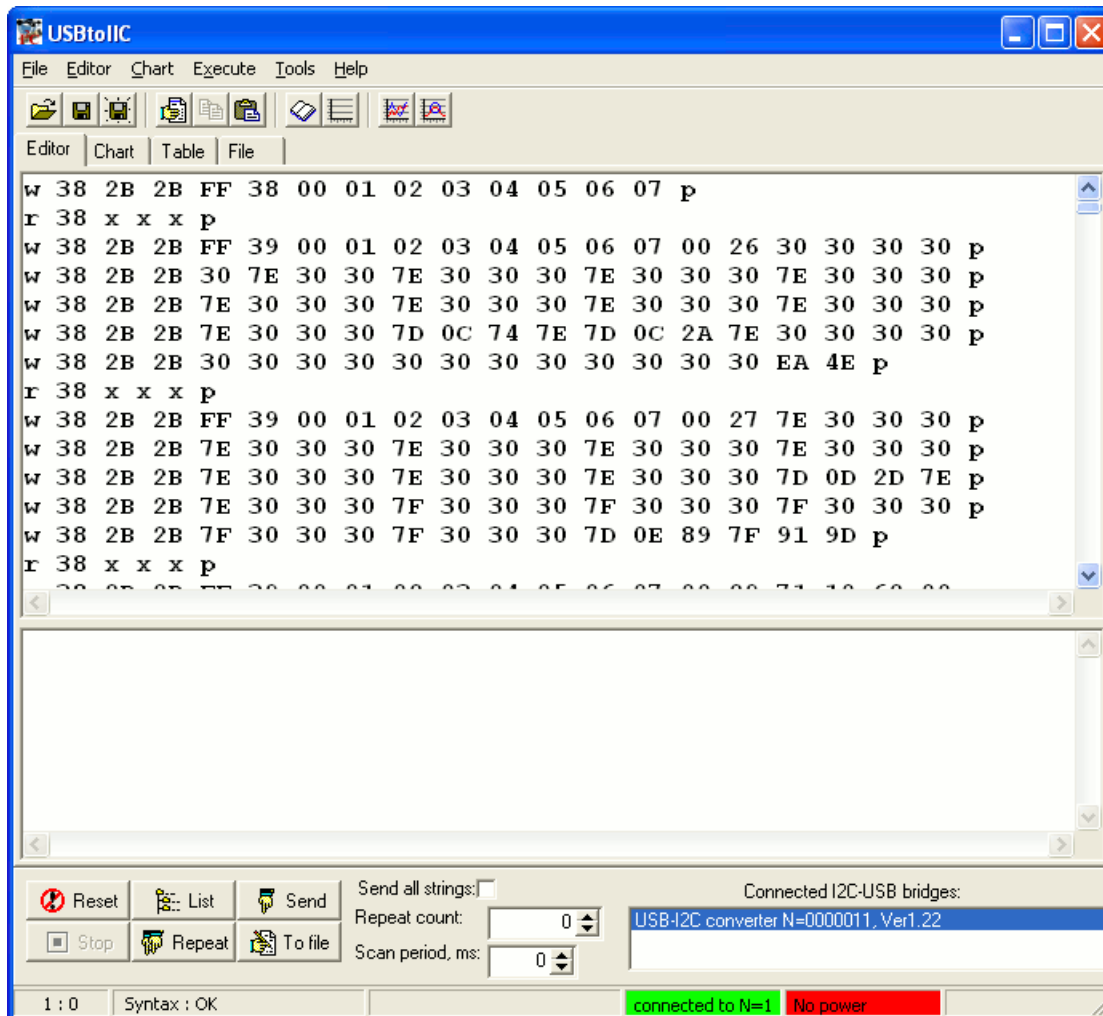 USBtoIIC
File Editor Chart Execute Tools Help
Editor Chart Table File
w 38 2B 2B FF 38 00 01 02 03 04 05 06 07 p
r 38 x x x p
w 38 2B 2B FF 39 00 01 02 03 04 05 06 07 00 26 30 30 30 30 p
w 38 2B 2B 30 7E 30 30 7E 30 30 30 7E 30 30 30 7E 30 30 30 p
w 38 2B 2B 7E 30 30 30 7E 30 30 30 7E 30 30 30 7E 30 30 30 p
w 38 2B 2B 7E 30 30 30 7D 0C 74 7E 7D 0C 2A 7E 30 30 30 30 p
w 38 2B 2B 30 30 30 30 30 30 30 30 30 30 30 30 EA 4E p
r 38 x x x p
w 38 2B 2B FF 39 00 01 02 03 04 05 06 07 00 27 7E 30 30 30 p
w 38 2B 2B 7E 30 30 30 7E 30 30 30 7E 30 30 30 7E 30 30 30 p
w 38 2B 2B 7E 30 30 30 7E 30 30 30 7E 30 30 30 7D 0D 2D 7E p
w 38 2B 2B 7E 30 30 30 7F 30 30 30 7F 30 30 30 7F 30 30 30 p
w 38 2B 2B 7F 30 30 30 7F 30 30 30 7D 0E 89 7F 91 9D p
r 38 x x x p
Reset List Send Send all strings: Connected I2C-USB bridges:
Stop Repeat To file Repeat count: 0 USB-I2C converter N=0000011, Ver1.22
Scan period, ms: 0
1 : 0 Syntax : OK connected to N=1 No power